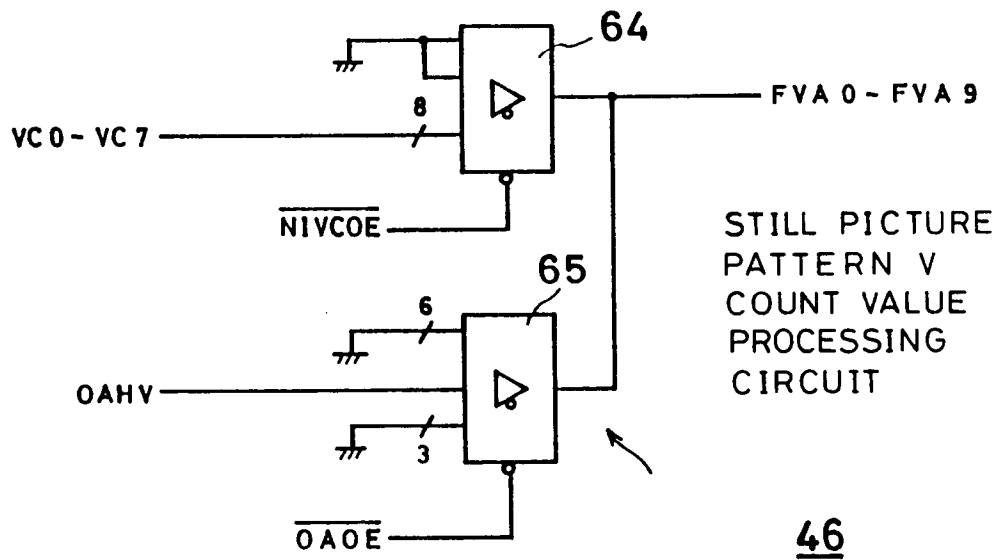 64
FVA0-FVA9
8
VC0-VC7
NIVCOE
STILL PICTURE
PATTERN V
COUNT VALUE
PROCESSING
CIRCUIT
65
6
OAHV
3
OAOE
46